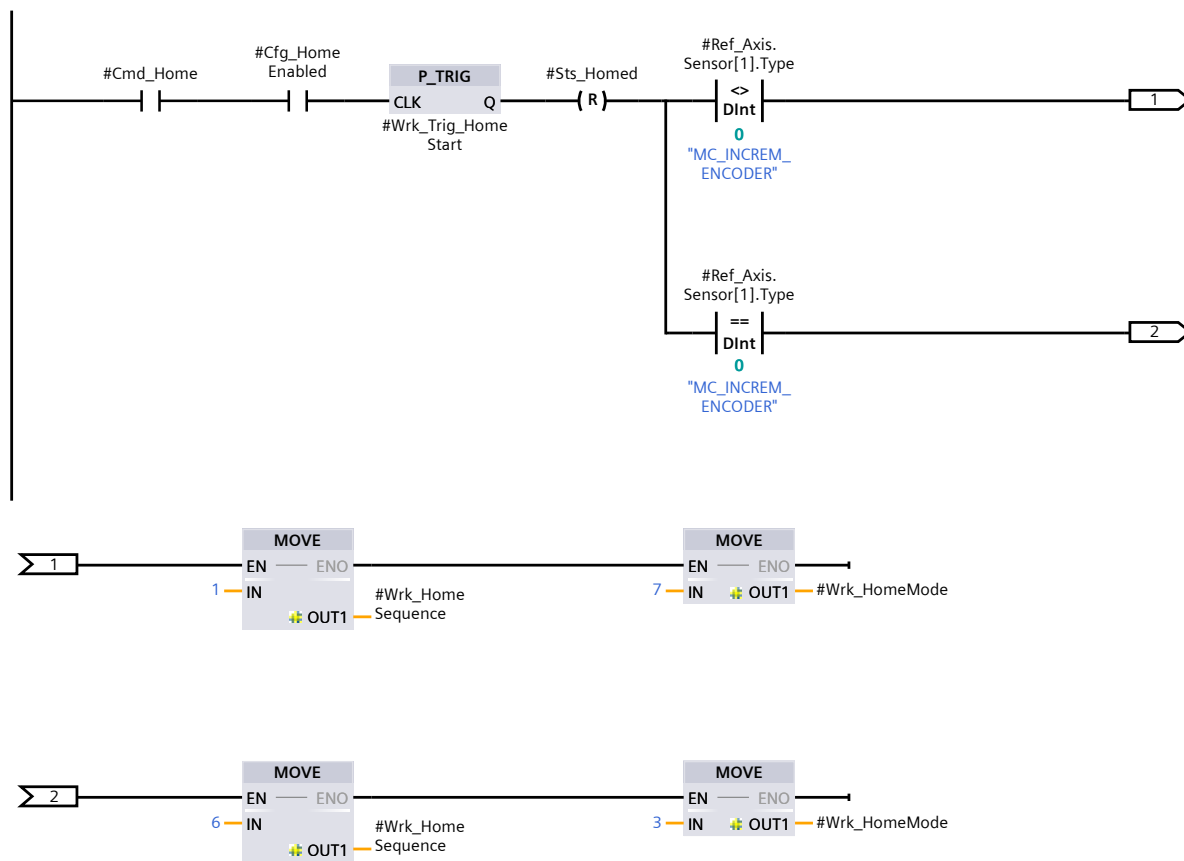 #Cmd_Home
#Cfg_Home
Enabled
P_TRIG
CLK Q
#Wrk_Trig_Home
Start
#Sts_Homed
R
#Ref_Axis.
Sensor[1].Type
<>
DInt
0
"MC_INCREM_
ENCODER"
1
#Ref_Axis.
Sensor[1].Type
==
DInt
0
"MC_INCREM_
ENCODER"
2
1
MOVE
EN ENO
1 IN
OUT1
#Wrk_Home
Sequence
MOVE
EN ENO
7 IN OUT1 #Wrk_HomeMode
2
MOVE
EN ENO
6 IN
OUT1
#Wrk_Home
Sequence
MOVE
EN ENO
3 IN OUT1 #Wrk_HomeMode